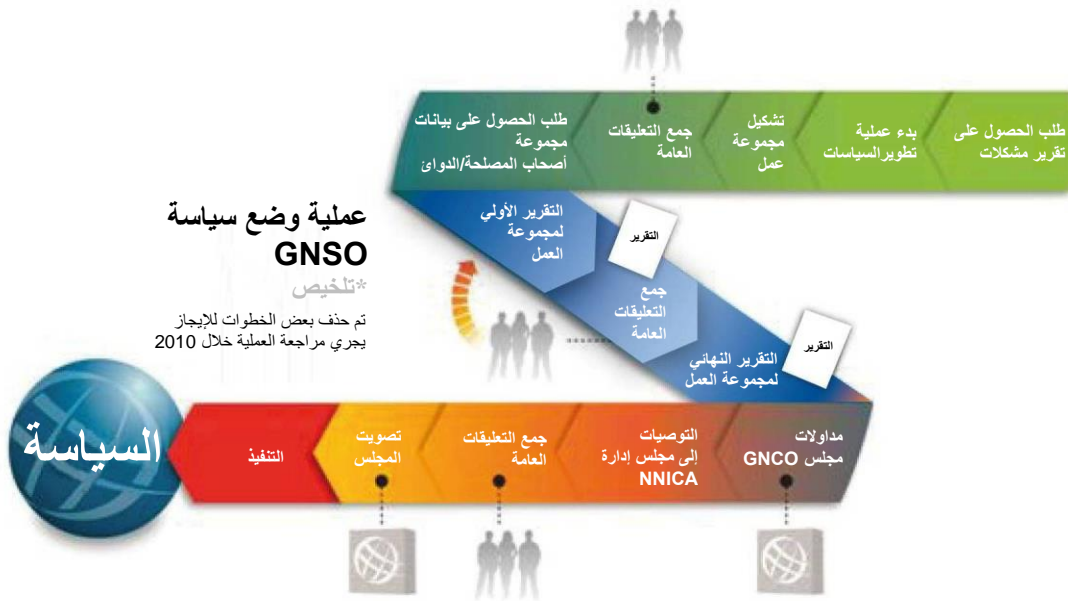 طلب الحصول على
تقرير مشكلات
بدء عملية
تطويرالسياسات
تشكيل
مجموعة
عمل
جمع التعليقات
العامة
طلب الحصول على بيانات
مجموعة
أصحاب المصلحة/الدوائ
عملية وضع سياسة
GNSO
*تلخيص
تم حذف بعض الخطوات للإيجاز
يجري مراجعة العملية خلال 2010
التقرير الأولي
لمجموعة
العمل
التقرير
جمع
التعليقات
العامة
التقرير النهائي
لمجموعة العمل
التقرير
مداولات
مجلس GNCO
التوصيات
إلى مجلس إدارة
NNICA
جمع التعليقات
العامة
تصويت
المجلس
التنفيذ
السياسة